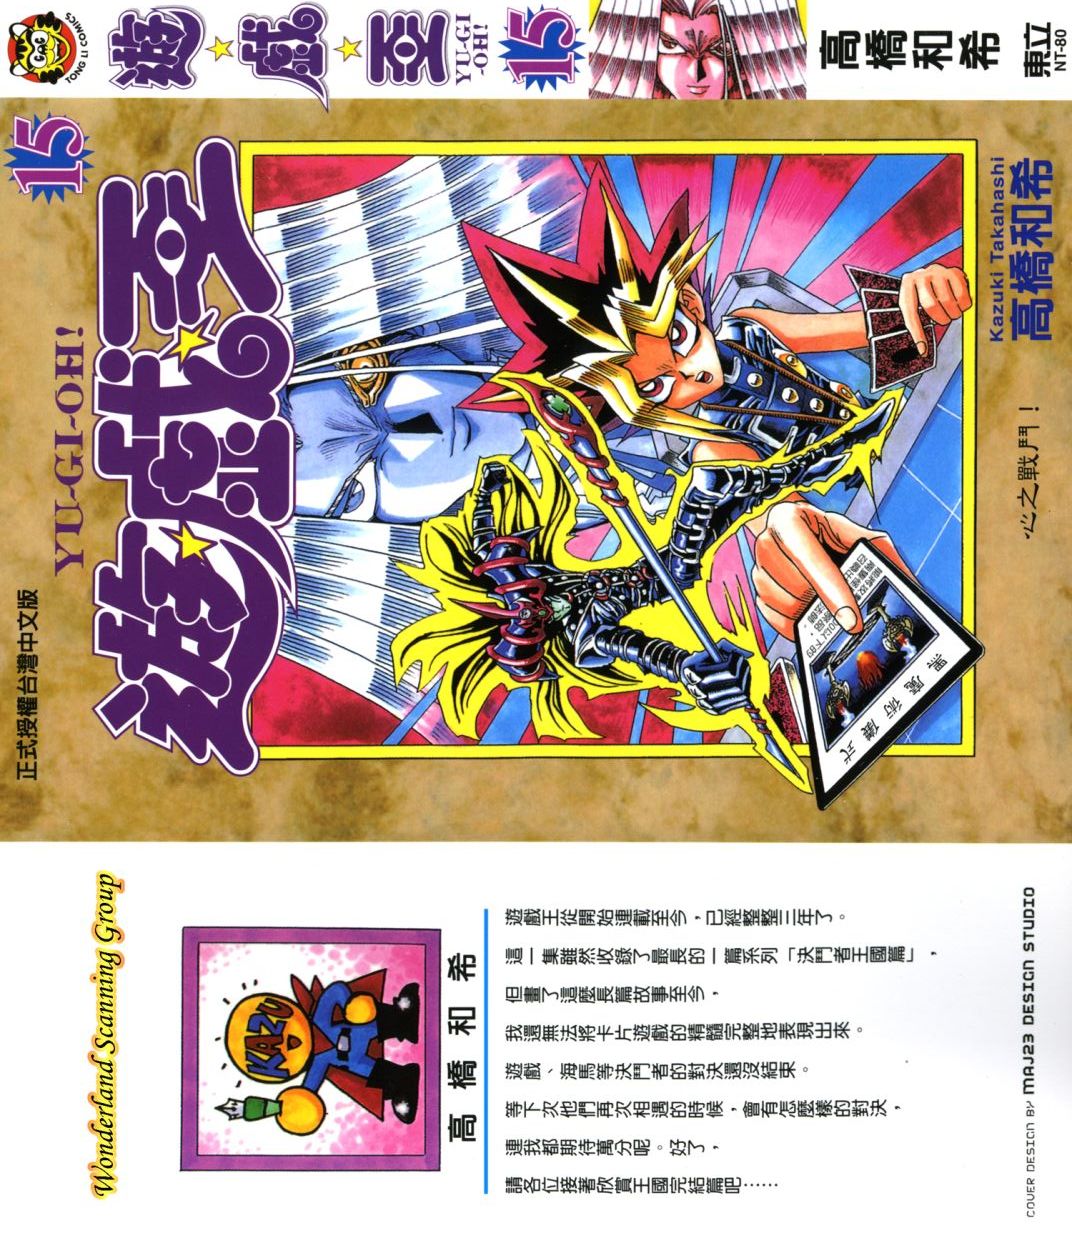 TONG LI COMICS
遊☆戲☆王
YU-GI-OH!
15
高橋和希
東立
NT-80
15
YU-GI-OH!
遊☆戲☆王
正式授權台灣中文版
Kazuki Takahashi
高橋和希
心之戰鬥!
黑魔術儀式
Wonderland Scanning Group
KAZU
高橋和希
遊戲王從開始連載至今,已經整整三年了。
這一集雖然收錄了最長的一篇系列「決鬥者王國篇」,
但畫了這麼長篇故事至今,
我還無法將卡片遊戲的精髓完整地表現出來。
遊戲、海馬等決鬥者的對決還沒結束。
等下次他們再次相遇的時候,會有怎麼樣的對決,
連我都期待萬分呢。好了,
請各位接著欣賞王國完結篇吧……
COVER DESIGN BY MAJ23 DESIGN STUDIO